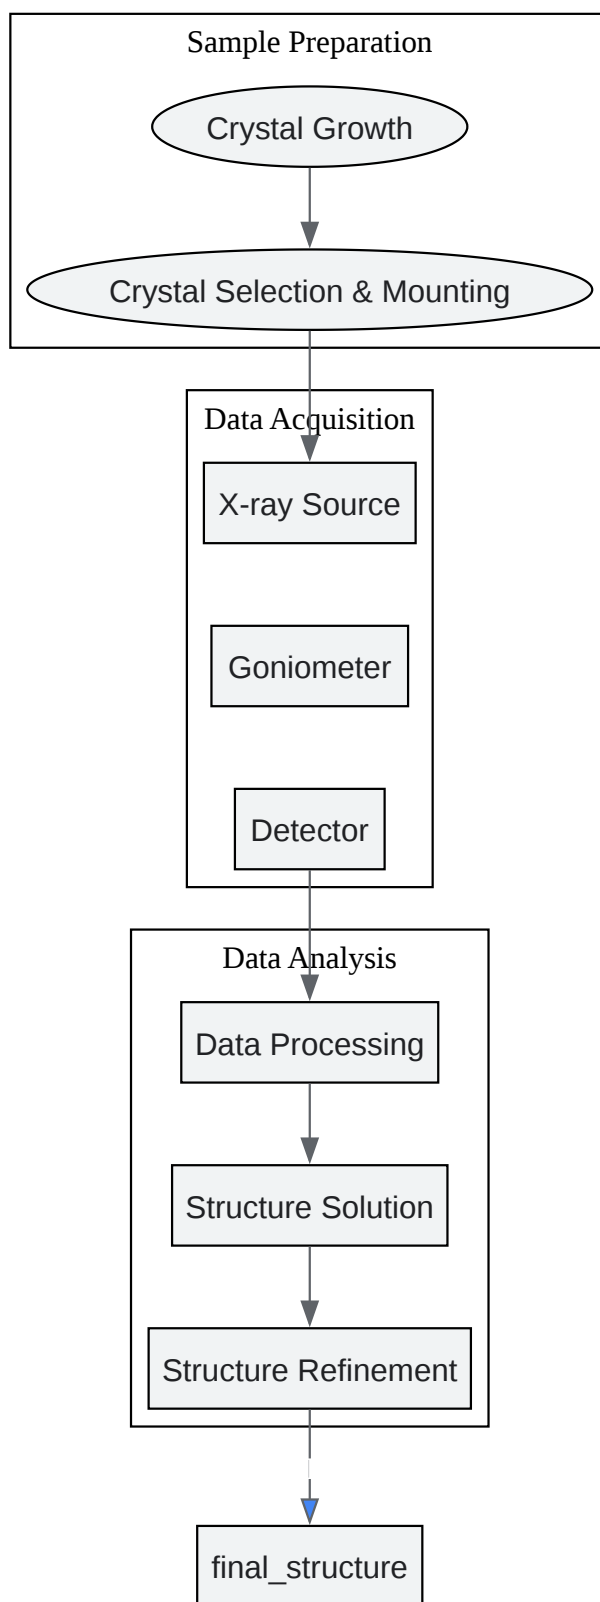 Sample Preparation
Crystal Growth
Crystal Selection & Mounting
Data Acquisition
X-ray Source
Goniometer
Detector
Data Analysis
Data Processing
Structure Solution
Structure Refinement
final_structure